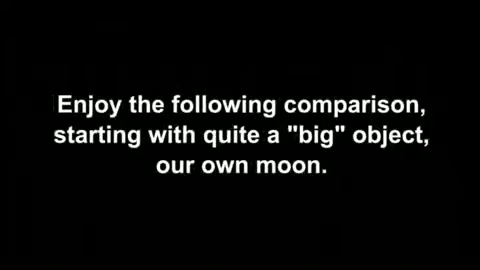 Enjoy the following comparison,
starting with quite a "big" object,
our own moon.